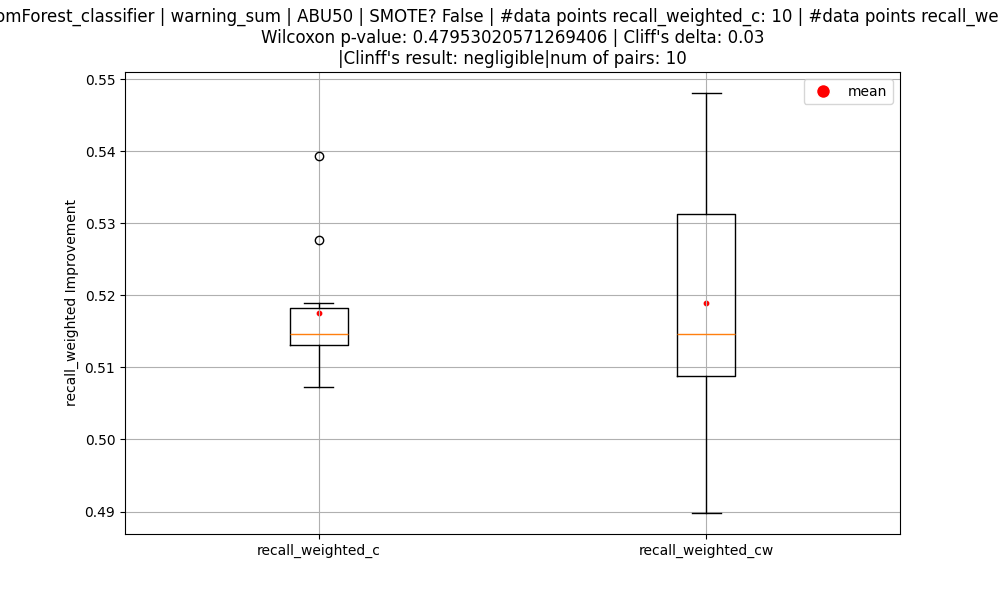 omForest_classifier | warning_sum | ABU50 | SMOTE? False | #data points recall_weighted_c: 10 | #data points recall_we
Wilcoxon p-value: 0.47953020571269406 | Cliff's delta: 0.03
|Clinff's result: negligible|num of pairs: 10
mean
0.55
0.54
0.53
0.52
0.51
0.50
0.49
recall_weighted Improvement
recall_weighted_c
recall_weighted_cw